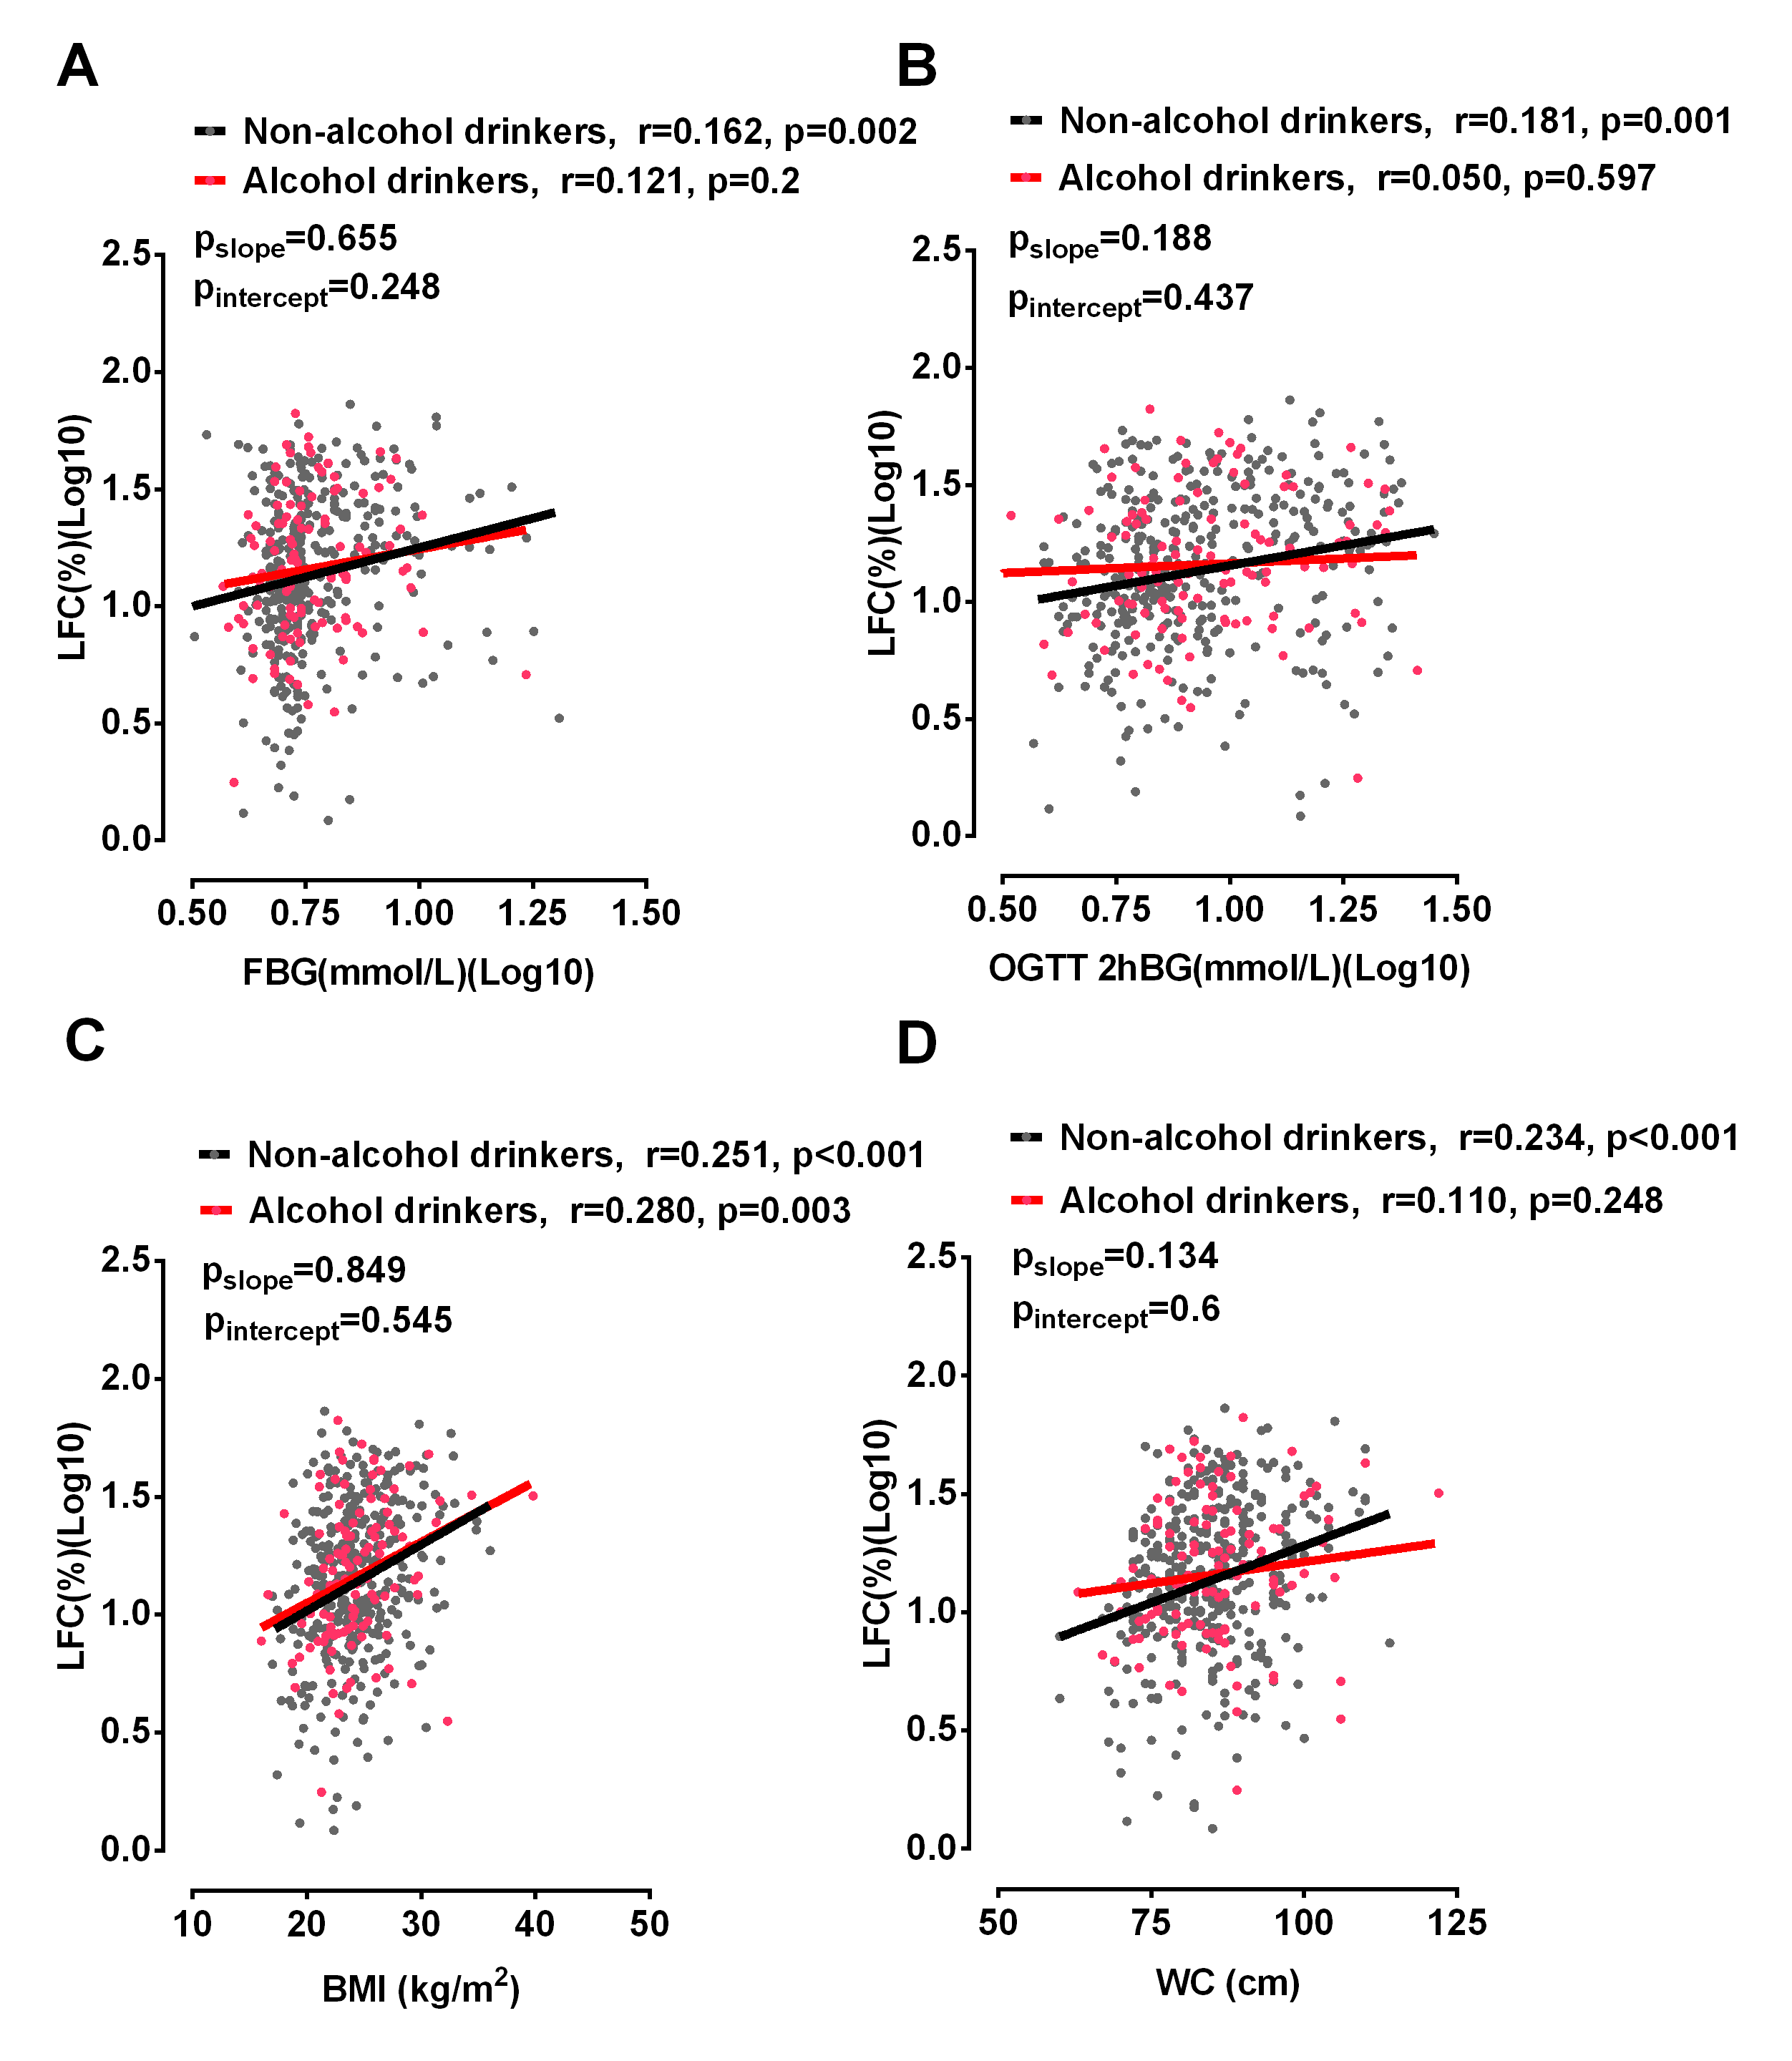 A
Non-alcohol drinkers, r=0.162, p=0.002
Alcohol drinkers, r=0.121, p=0.2
pslope=0.655
pintercept=0.248
2.5
2.0
1.5
1.0
0.5
0.0
LFC(%)(Log10)
0.50 0.75 1.00 1.25 1.50
FBG(mmol/L)(Log10)
B
Non-alcohol drinkers, r=0.181, p=0.001
Alcohol drinkers, r=0.050, p=0.597
pslope=0.188
pintercept=0.437
2.5
2.0
1.5
1.0
0.5
0.0
LFC(%)(Log10)
0.50 0.75 1.00 1.25 1.50
OGTT 2hBG(mmol/L)(Log10)
C
Non-alcohol drinkers, r=0.251, p<0.001
Alcohol drinkers, r=0.280, p=0.003
pslope=0.849
pintercept=0.545
2.5
2.0
1.5
1.0
0.5
0.0
LFC(%)(Log10)
10 20 30 40 50
BMI (kg/m²)
D
Non-alcohol drinkers, r=0.234, p<0.001
Alcohol drinkers, r=0.110, p=0.248
pslope=0.134
pintercept=0.6
2.5
2.0
1.5
1.0
0.5
0.0
LFC(%)(Log10)
50 75 100 125
WC (cm)